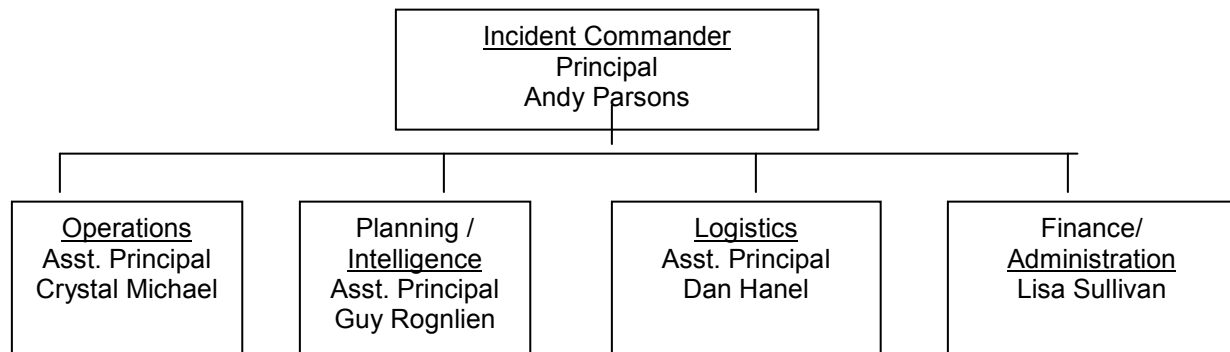 Incident Commander
Principal
Andy Parsons
Operations
Asst. Principal
Crystal Michael
Planning /
Intelligence
Asst. Principal
Guy Rognlien
Logistics
Asst. Principal
Dan Hanel
Finance/
Administration
Lisa Sullivan